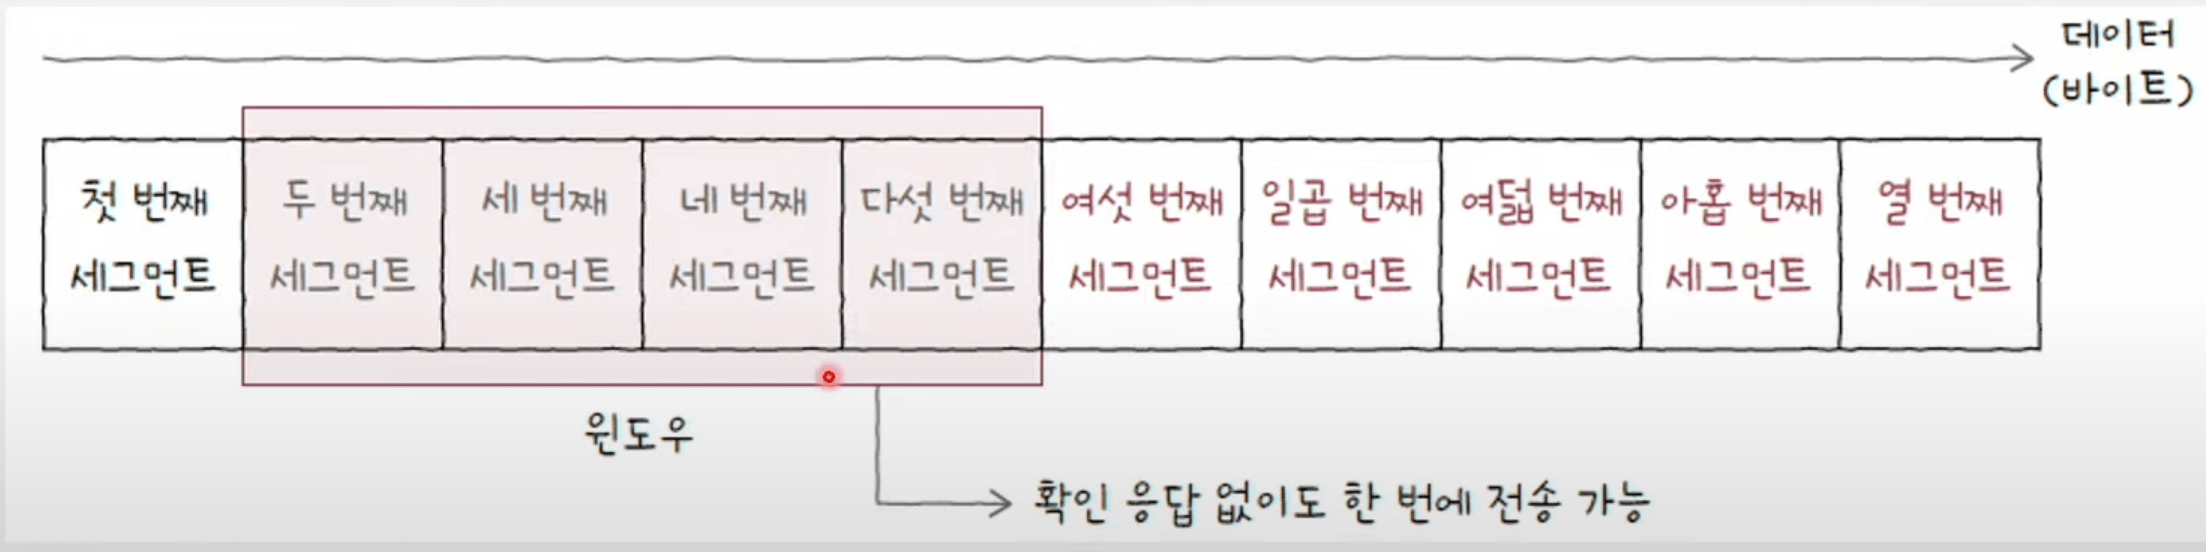 데이터
(바이트)
첫 번째 두 번째 세 번째 네 번째 다섯 번째 여섯 번째 일곱 번째 여덟 번째 아홉 번째 열 번째
세그먼트 세그먼트 세그먼트 세그먼트 세그먼트 세그먼트 세그먼트 세그먼트 세그먼트 세그먼트
윈도우
확인 응답 없이도 한 번에 전송 가능